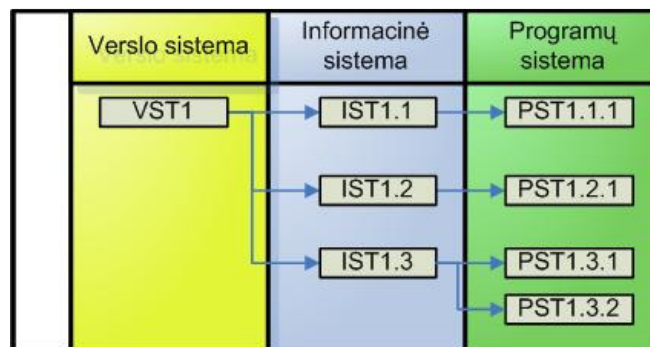 Verslo sistema
Informacinė
sistema
Programų
sistema
VST1
IST1.1
PST1.1.1
IST1.2
PST1.2.1
IST1.3
PST1.3.1
PST1.3.2